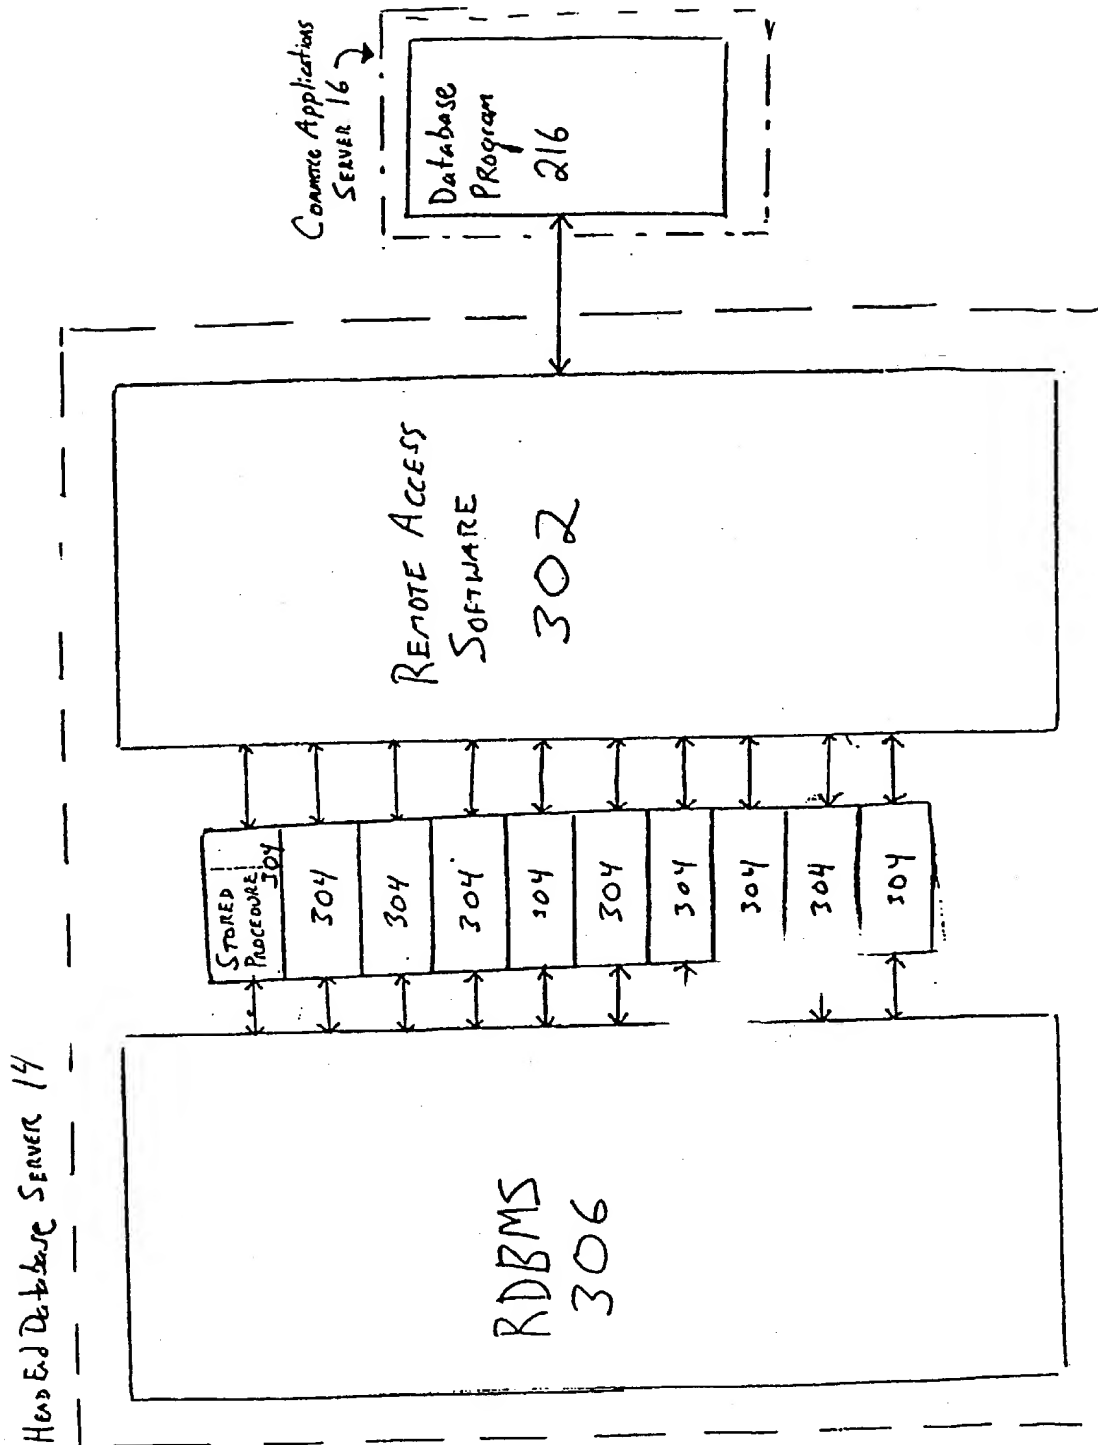 Head End Database SERVER 14
RDBMS
306
STORED
PROCEDURE
304
304
304
304
304
304
304
304
304
304
REMOTE ACCESS
SOFTWARE
302
Commerce Applications
SERVER 16
Database
PROgram
216